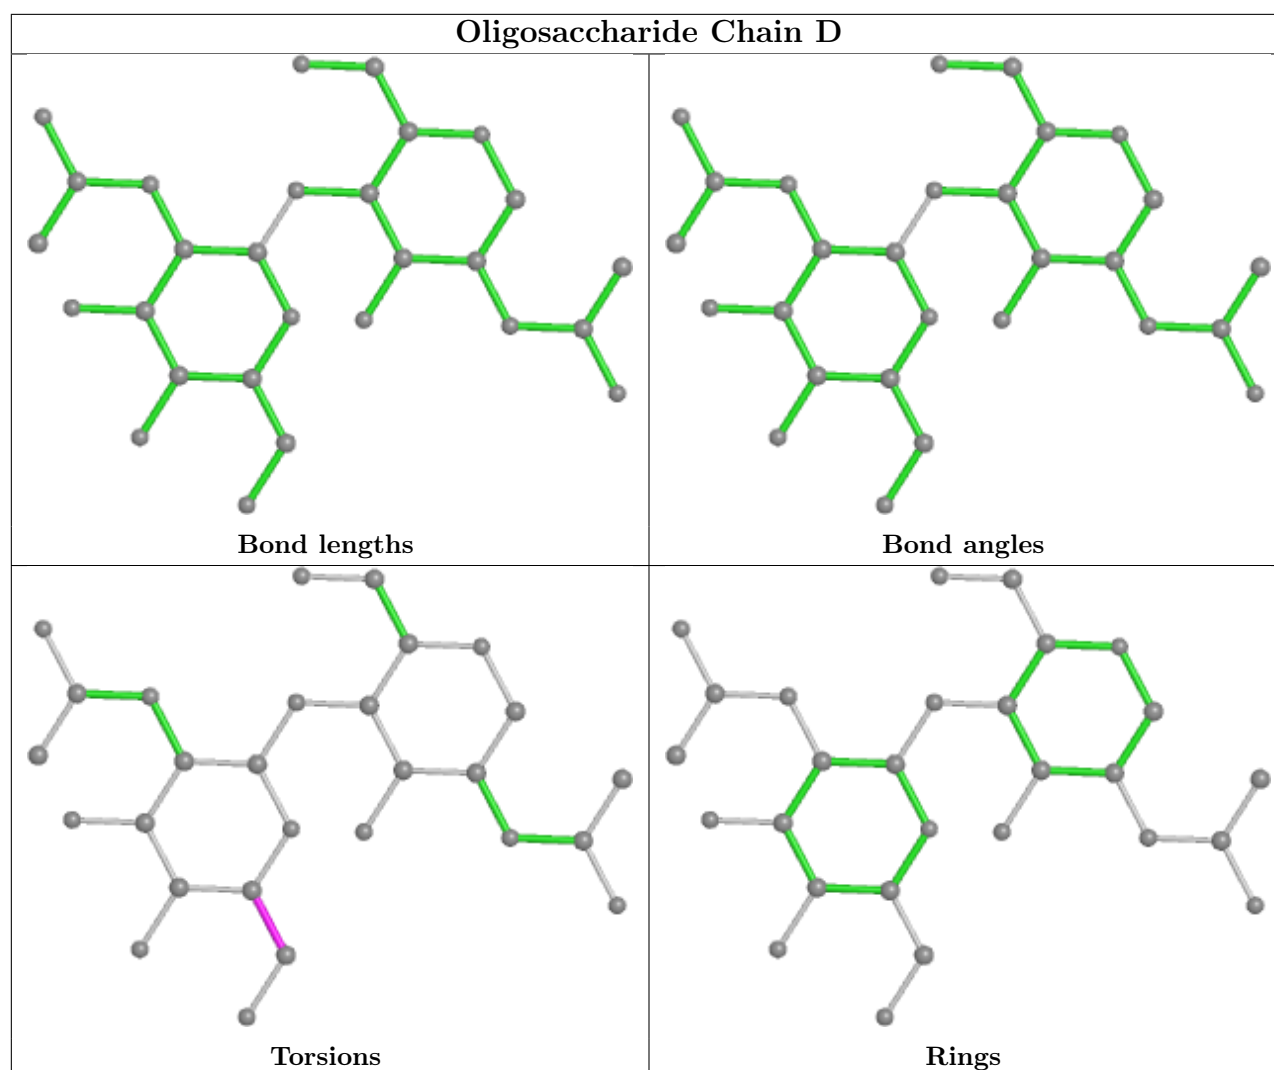 Oligosaccharide Chain D
Bond lengths
Bond angles
Torsions
Rings